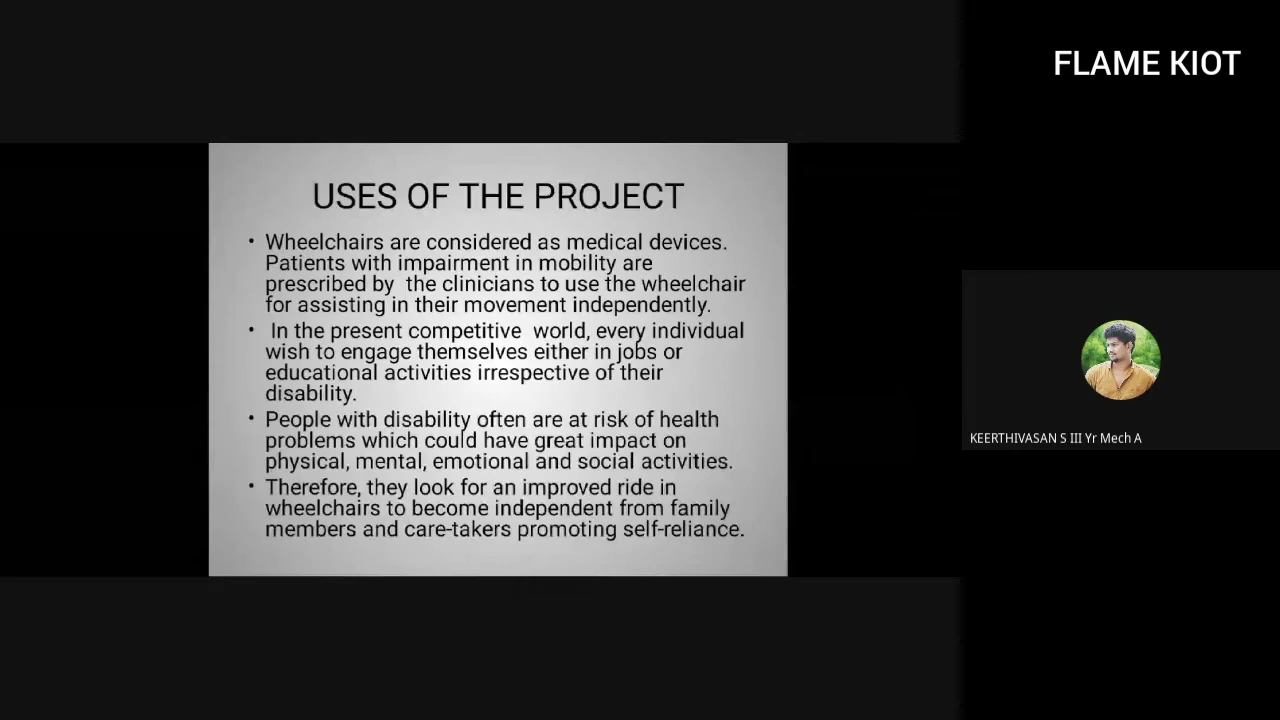 FLAME KIOT
USES OF THE PROJECT
• Wheelchairs are considered as medical devices.
Patients with impairment in mobility are
prescribed by  the clinicians to use the wheelchair
for assisting in their movement independently.
•  In the present competitive  world, every individual
wish to engage themselves either in jobs or
educational activities irrespective of their
disability.
• People with disability often are at risk of health
problems which could have great impact on
physical, mental, emotional and social activities.
• Therefore, they look for an improved ride in
wheelchairs to become independent from family
members and care-takers promoting self-reliance.
KEERTHIVASAN S III Yr Mech A